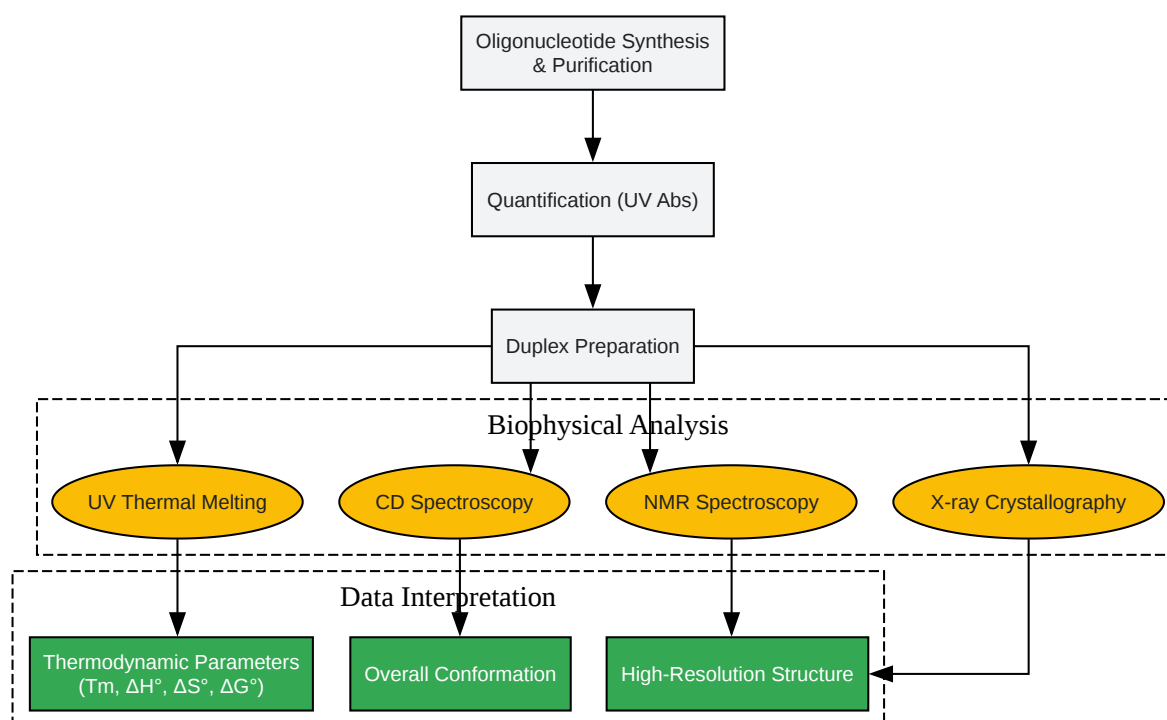 Oligonucleotide Synthesis
& Purification
Quantification (UV Abs)
Duplex Preparation
Biophysical Analysis
UV Thermal Melting
CD Spectroscopy
NMR Spectroscopy
X-ray Crystallography
Data Interpretation
Thermodynamic Parameters
(Tm, ΔH°, ΔS°, ΔG°)
Overall Conformation
High-Resolution Structure